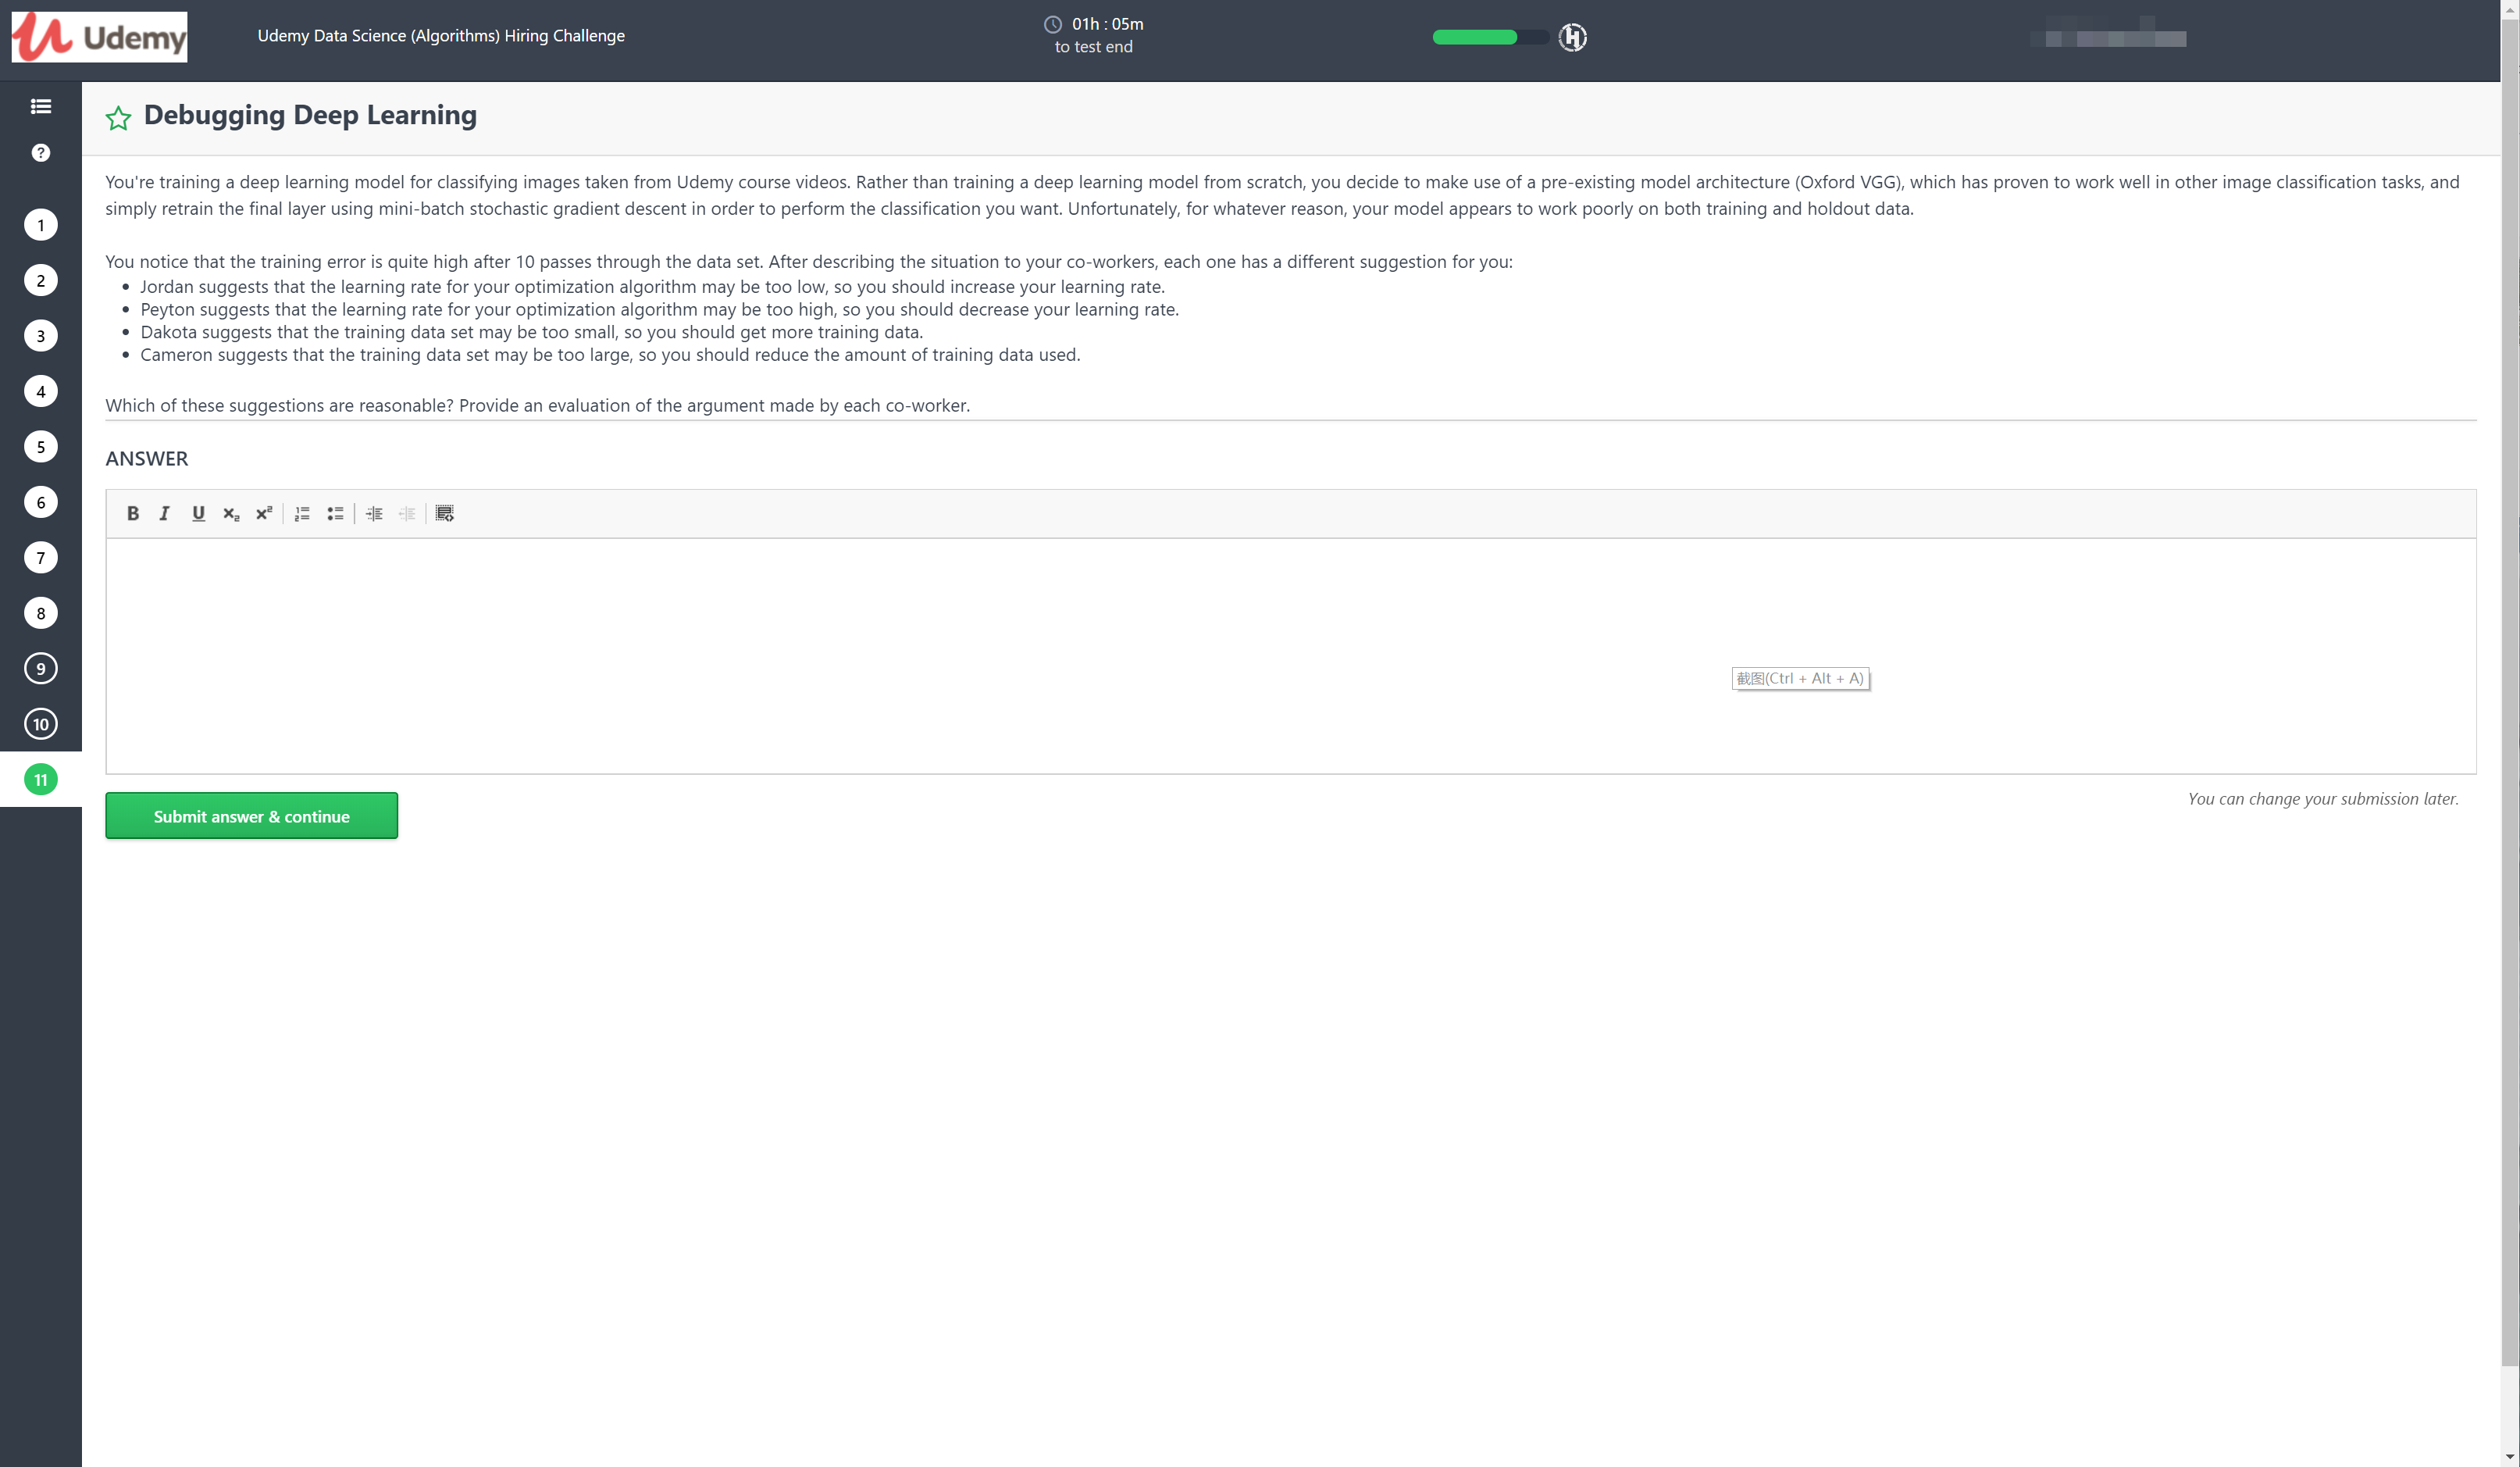 Udemy
Udemy Data Science (Algorithms) Hiring Challenge
01h : 05m
to test end
Debugging Deep Learning
You're training a deep learning model for classifying images taken from Udemy course videos. Rather than training a deep learning model from scratch, you decide to make use of a pre-existing model architecture (Oxford VGG), which has proven to work well in other image classification tasks, and
simply retrain the final layer using mini-batch stochastic gradient descent in order to perform the classification you want. Unfortunately, for whatever reason, your model appears to work poorly on both training and holdout data.
You notice that the training error is quite high after 10 passes through the data set. After describing the situation to your co-workers, each one has a different suggestion for you:
• Jordan suggests that the learning rate for your optimization algorithm may be too low, so you should increase your learning rate.
• Peyton suggests that the learning rate for your optimization algorithm may be too high, so you should decrease your learning rate.
• Dakota suggests that the training data set may be too small, so you should get more training data.
• Cameron suggests that the training data set may be too large, so you should reduce the amount of training data used.
Which of these suggestions are reasonable? Provide an evaluation of the argument made by each co-worker.
ANSWER
B I U x₂ x²
截图(Ctrl + Alt + A)
Submit answer & continue
You can change your submission later.
?
1
2
3
4
5
6
7
8
9
10
11